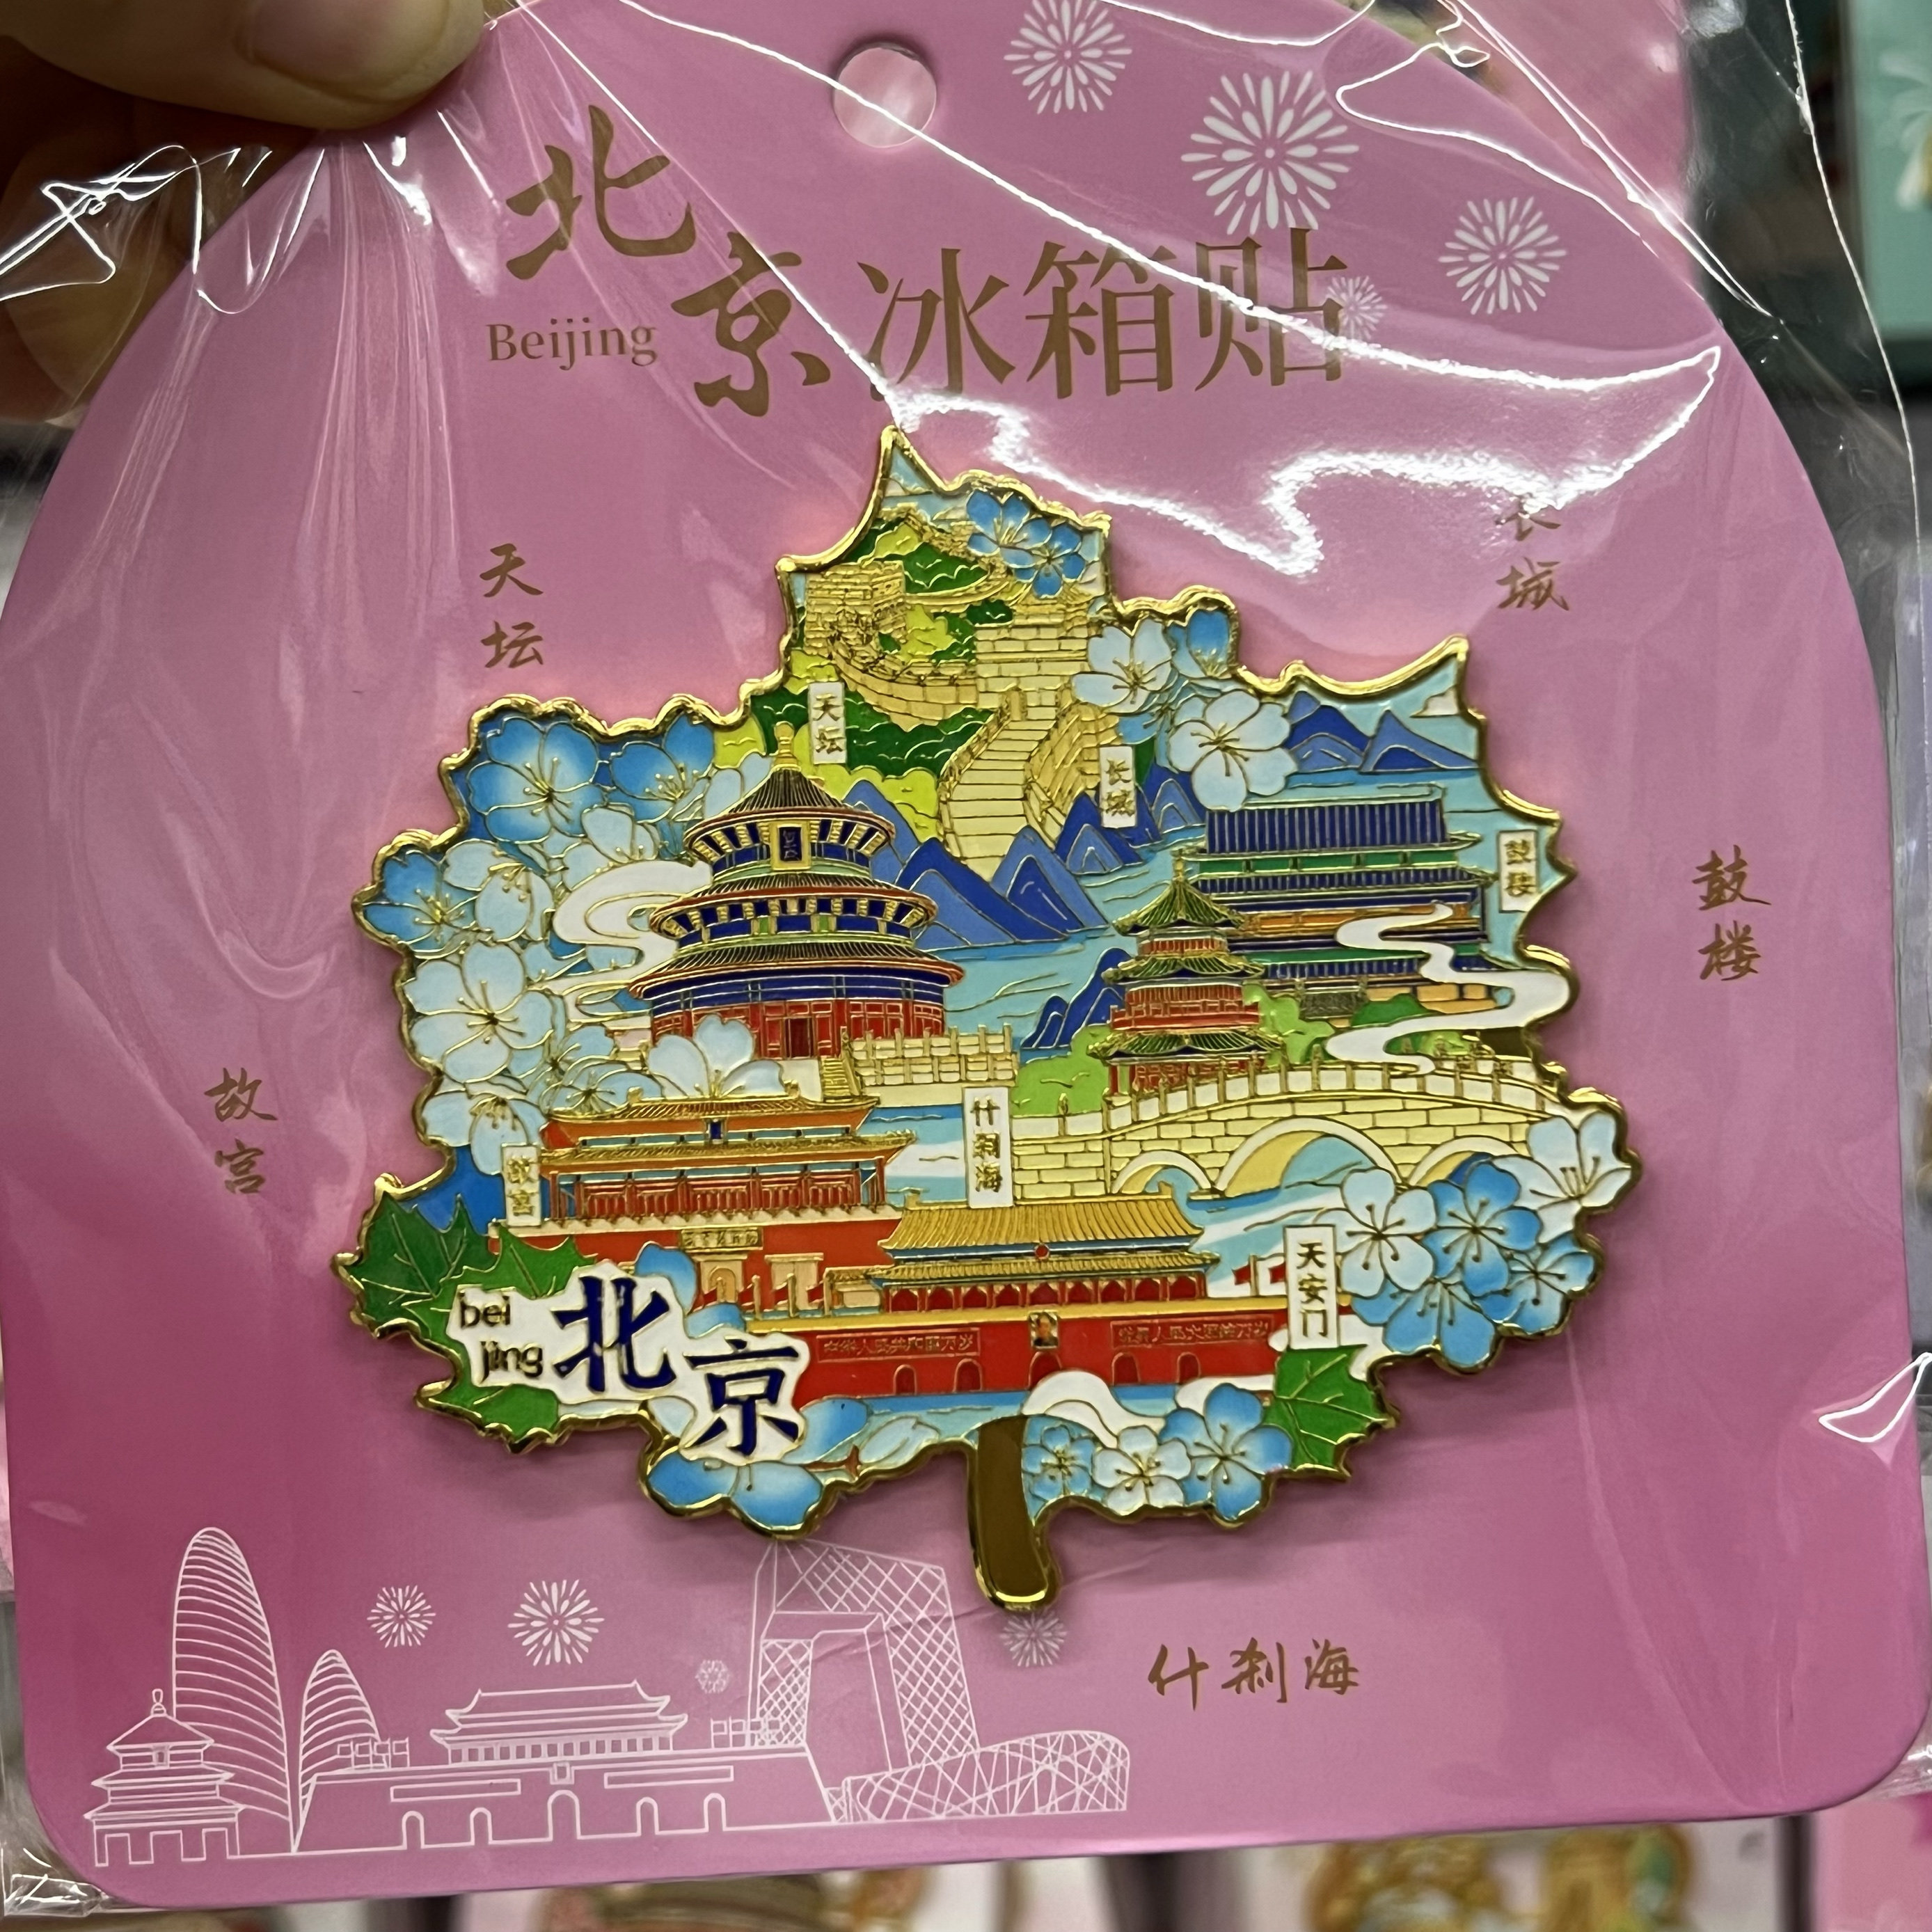 北京冰箱贴
Beijing
天坛
长城
鼓楼
故宫
天坛
长城
鼓楼
什刹海
故宫
天安门
bei
jing
北京
什刹海